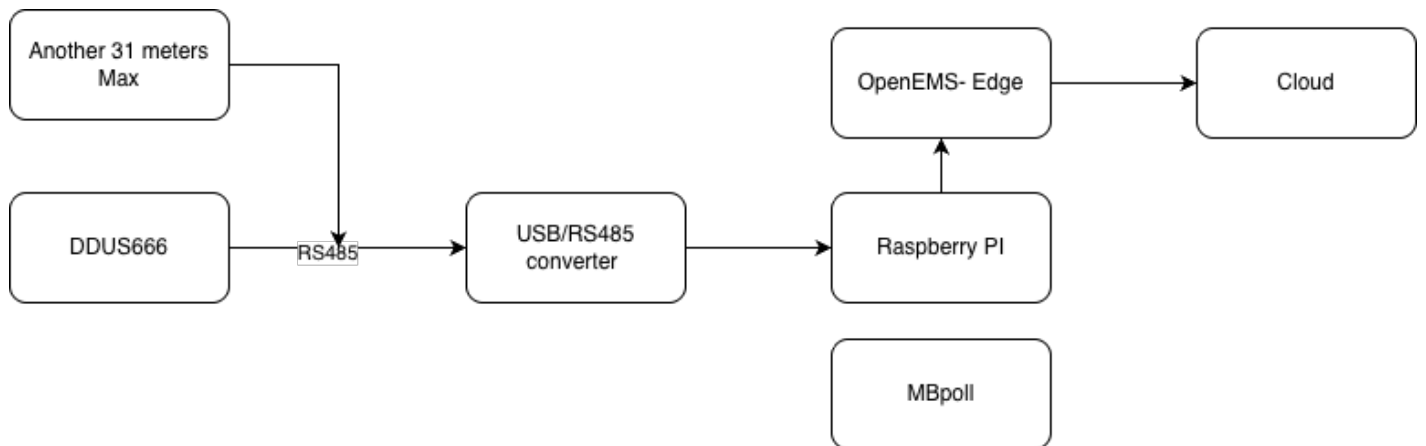 Another 31 meters
Max
OpenEMS- Edge
Cloud
DDUS666
RS485
USB/RS485
converter
Raspberry PI
MBpoll